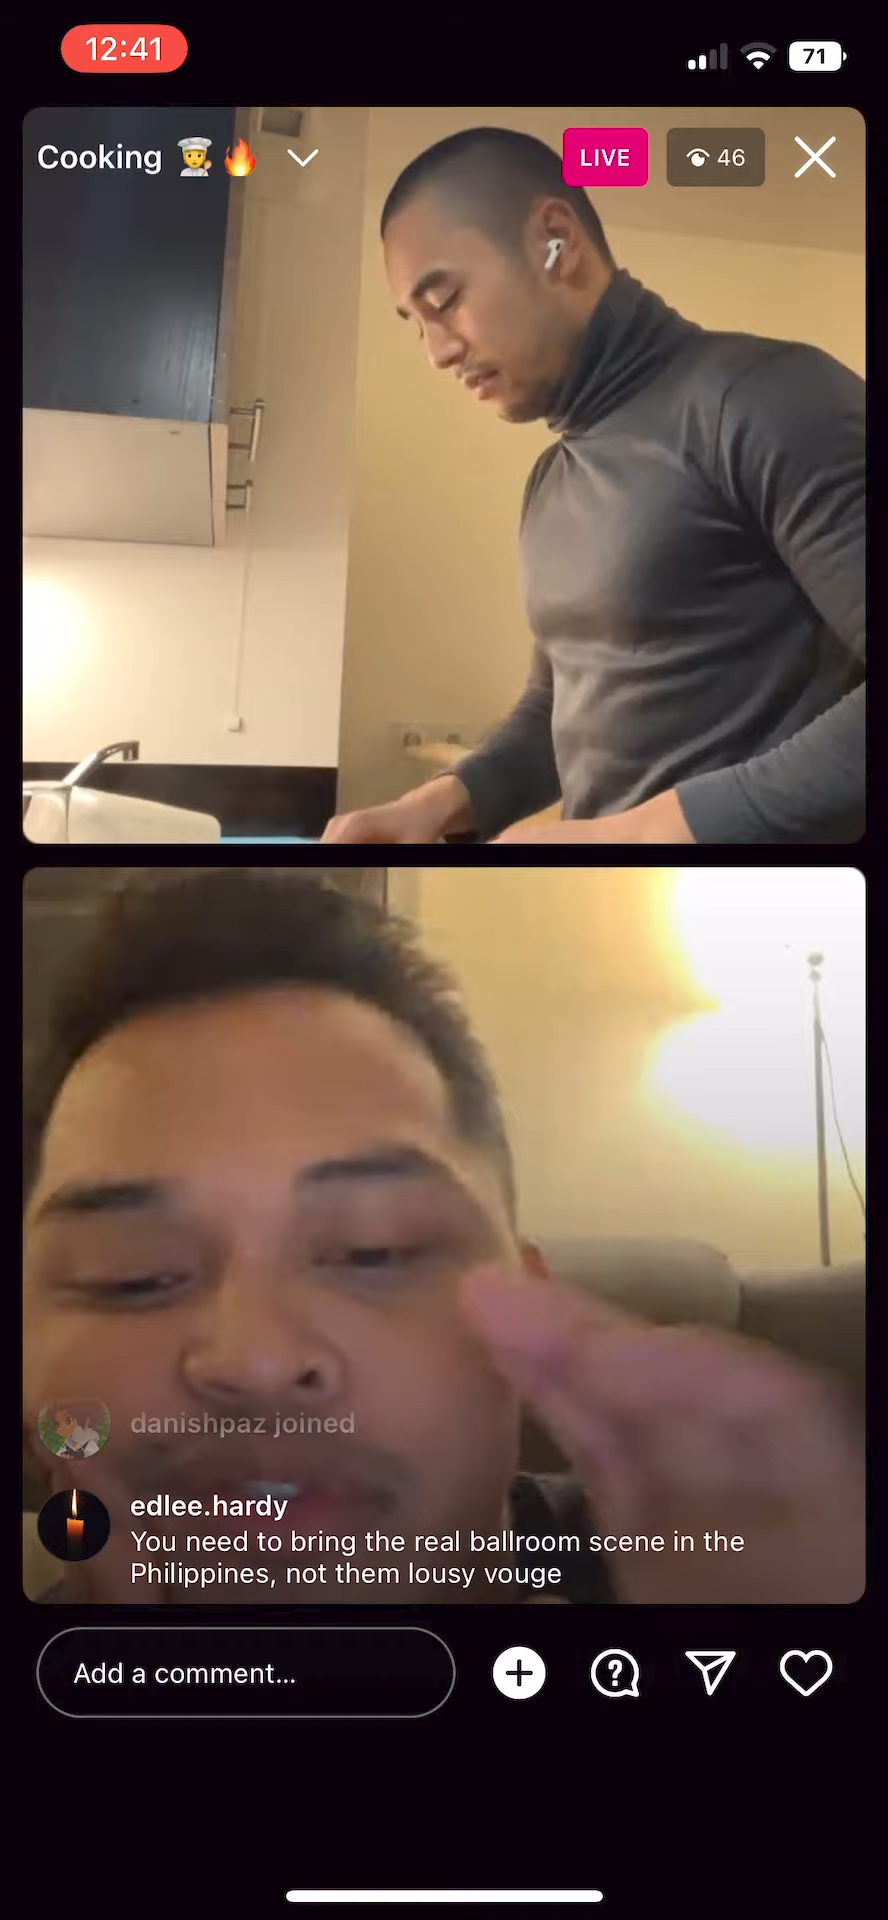 12:41
71
Cooking 👨‍🍳🔥
LIVE
46
danishpaz joined
edlee.hardy
You need to bring the real ballroom scene in the
Philippines, not them lousy vouge
Add a comment...